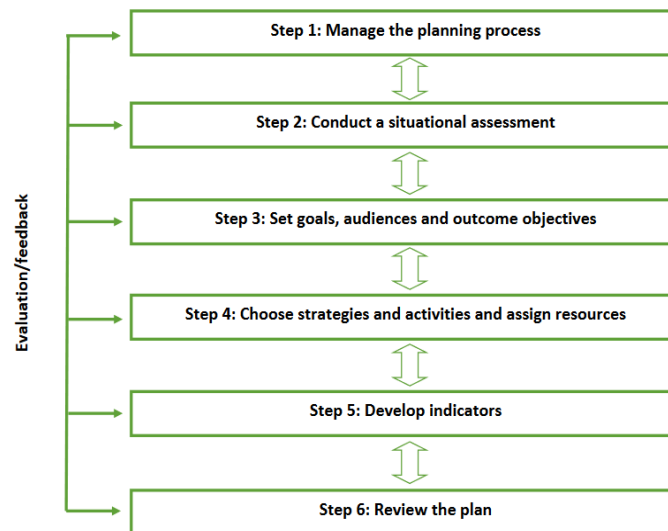 Step 1: Manage the planning process
Step 2: Conduct a situational assessment
Step 3: Set goals, audiences and outcome objectives
Step 4: Choose strategies and activities and assign resources
Step 5: Develop indicators
Step 6: Review the plan
Evaluation/feedback